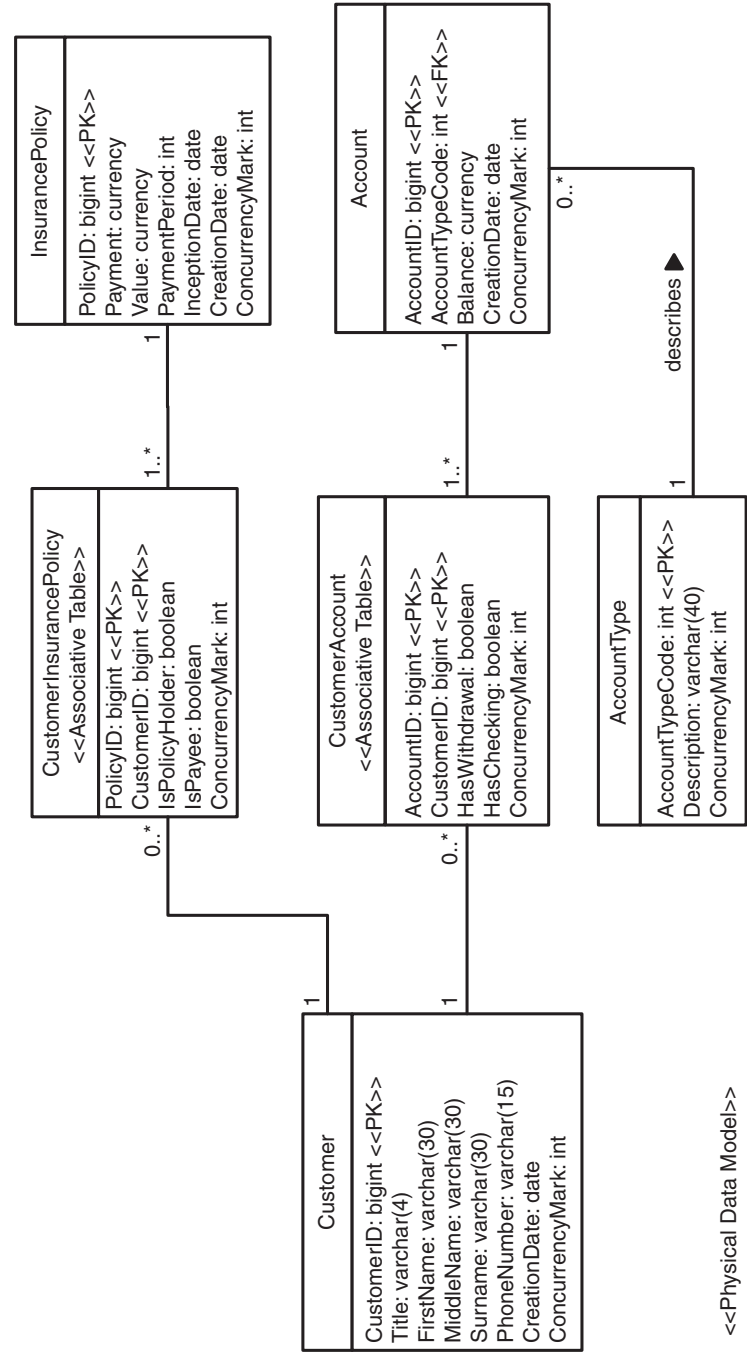 Customer
CustomerID: bigint <<PK>>
Title: varchar(4)
FirstName: varchar(30)
MiddleName: varchar(30)
Surname: varchar(30)
PhoneNumber: varchar(15)
CreationDate: date
ConcurrencyMark: int
1
1
0..*
0..*
CustomerInsurancePolicy
<<Associative Table>>
PolicyID: bigint <<PK>>
CustomerID: bigint <<PK>>
IsPolicyHolder: boolean
IsPayee: boolean
ConcurrencyMark: int
1..*
1
InsurancePolicy
PolicyID: bigint <<PK>>
Payment: currency
Value: currency
PaymentPeriod: int
InceptionDate: date
CreationDate: date
ConcurrencyMark: int
CustomerAccount
<<Associative Table>>
AccountID: bigint <<PK>>
CustomerID: bigint <<PK>>
HasWithdrawal: boolean
HasChecking: boolean
ConcurrencyMark: int
1..*
1
Account
AccountID: bigint <<PK>>
AccountTypeCode: int <<FK>>
Balance: currency
CreationDate: date
ConcurrencyMark: int
0..*
describes ▶
1
AccountType
AccountTypeCode: int <<PK>>
Description: varchar(40)
ConcurrencyMark: int
<<Physical Data Model>>